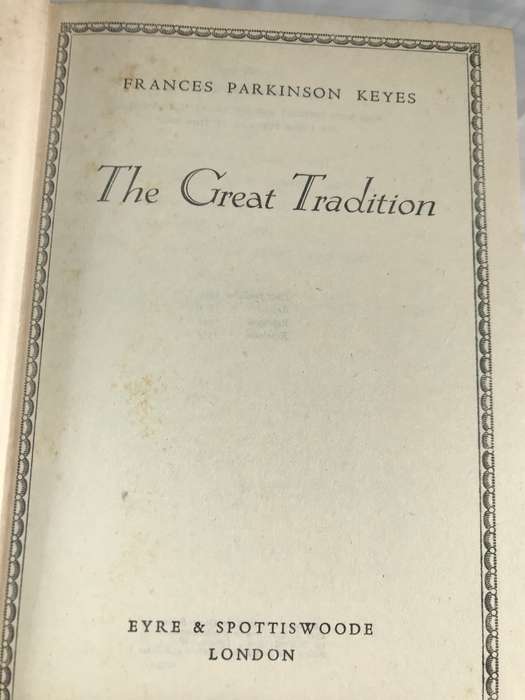 FRANCES PARKINSON KEYES
The Great Tradition
EYRE & SPOTTISWOODE
LONDON